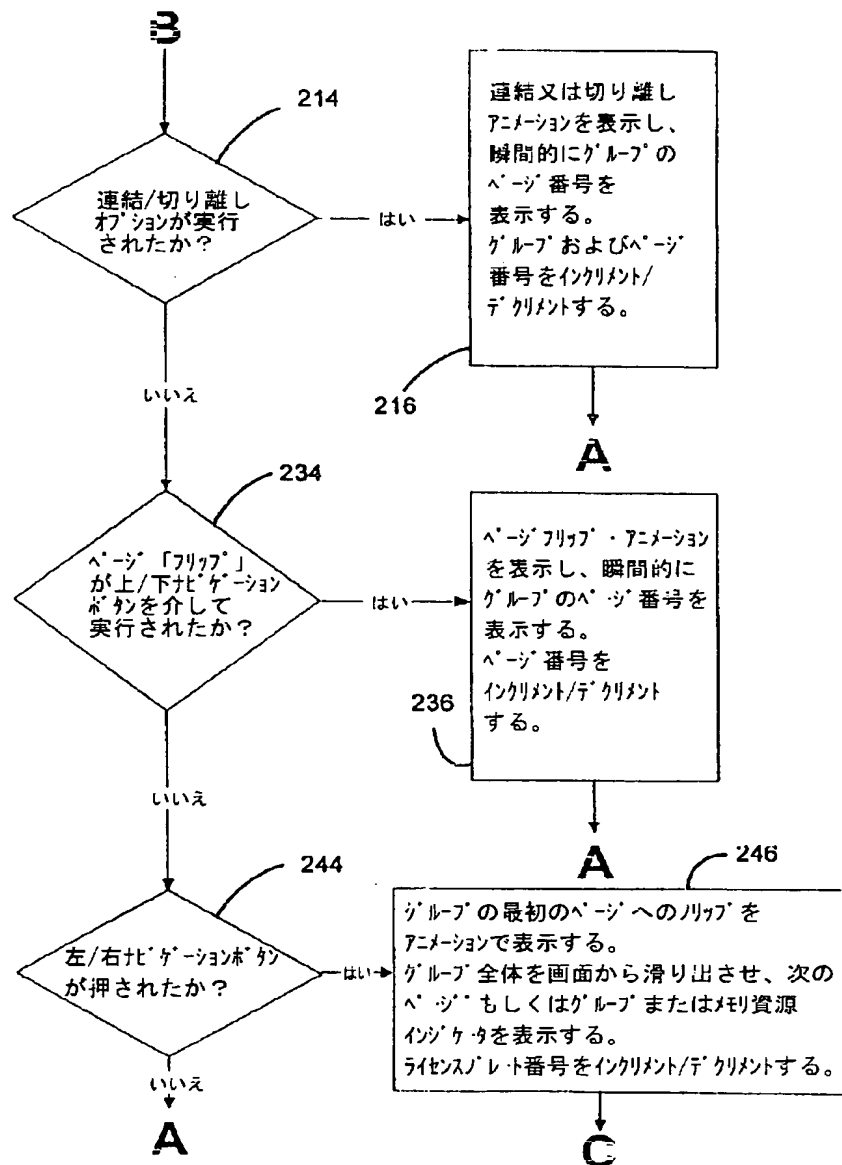 B
214
連結/切り離し
オプションが実行
されたか?
はい
連結又は切り離し
アニメーションを表示し、
瞬間的にグループの
ページ番号を
表示する。
グループおよびページ
番号をインクリメント/
デクリメントする。
216
A
いいえ
234
ページ「フリップ」
が上/下ナビゲーション
ボタンを介して
実行されたか?
はい
ページフリップ・アニメーション
を表示し、瞬間的に
グループのページ番号を
表示する。
ページ番号を
インクリメント/デクリメント
する。
236
A
いいえ
244
左/右ナビゲーションボタン
が押されたか?
はい
246
グループの最初のページへのフリップを
アニメーションで表示する。
グループ全体を画面から滑り出させ、次の
ページもしくはグループまたはメモリ資源
インジケータを表示する。
ライセンスプレート番号をインクリメント/デクリメントする。
いいえ
A
C